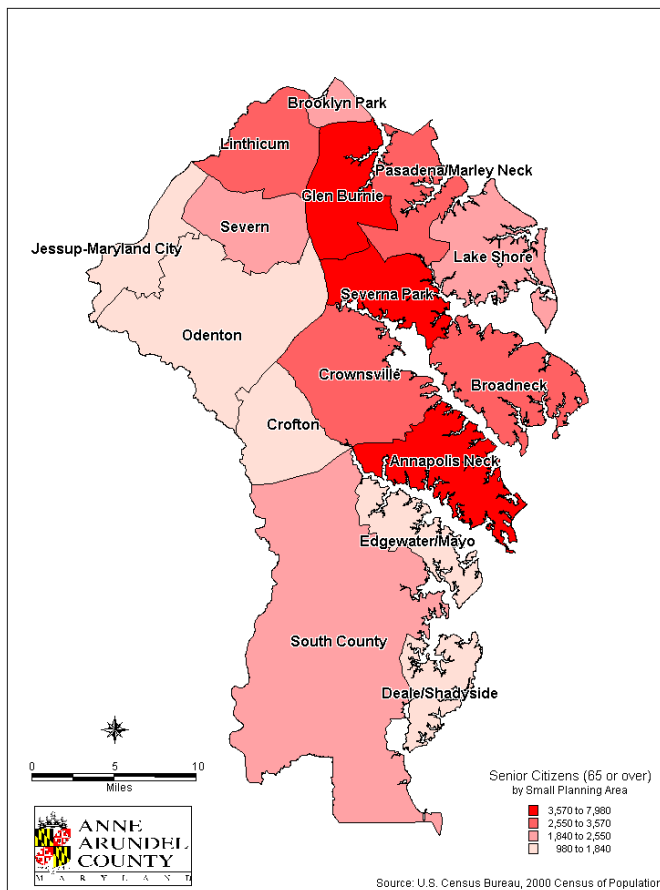 Brooklyn Park
Linthicum
Pasadena/Marley Neck
Glen Burnie
Severn
Jessup-Maryland City
Lake Shore
Severna Park
Odenton
Crownsville
Broadneck
Crofton
Annapolis Neck
Edgewater/Mayo
South County
Deale/Shadyside
0 5 10
Miles
Senior Citizens (65 or over)
by Small Planning Area
3,570 to 7,980
2,550 to 3,570
1,840 to 2,550
980 to 1,840
ANNE
ARUNDEL
COUNTY
MARYLAND
Source: U.S. Census Bureau, 2000 Census of Population